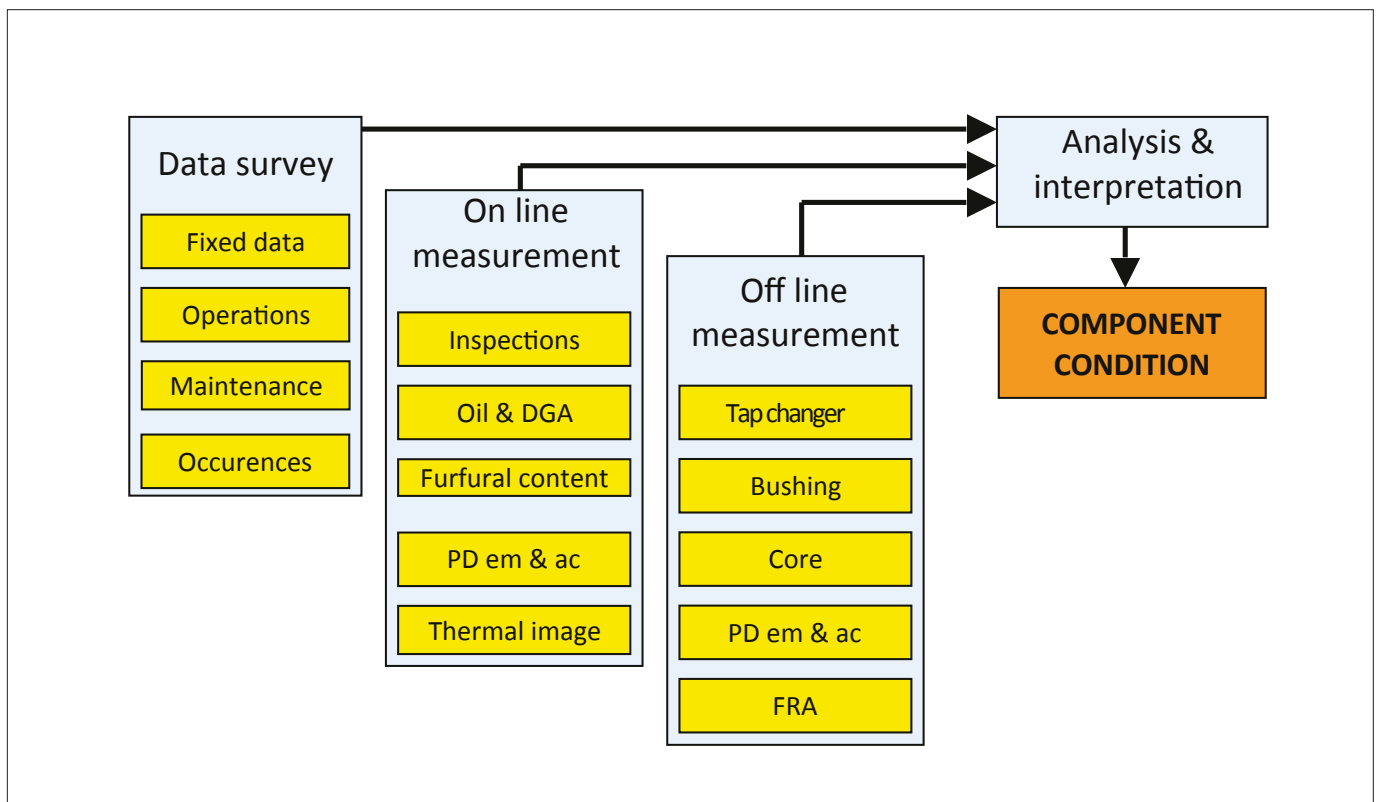 Data survey
Fixed data
Operations
Maintenance
Occurences
On line
measurement
Inspections
Oil & DGA
Furfural content
PD em & ac
Thermal image
Off line
measurement
Tap changer
Bushing
Core
PD em & ac
FRA
Analysis &
interpretation
COMPONENT
CONDITION